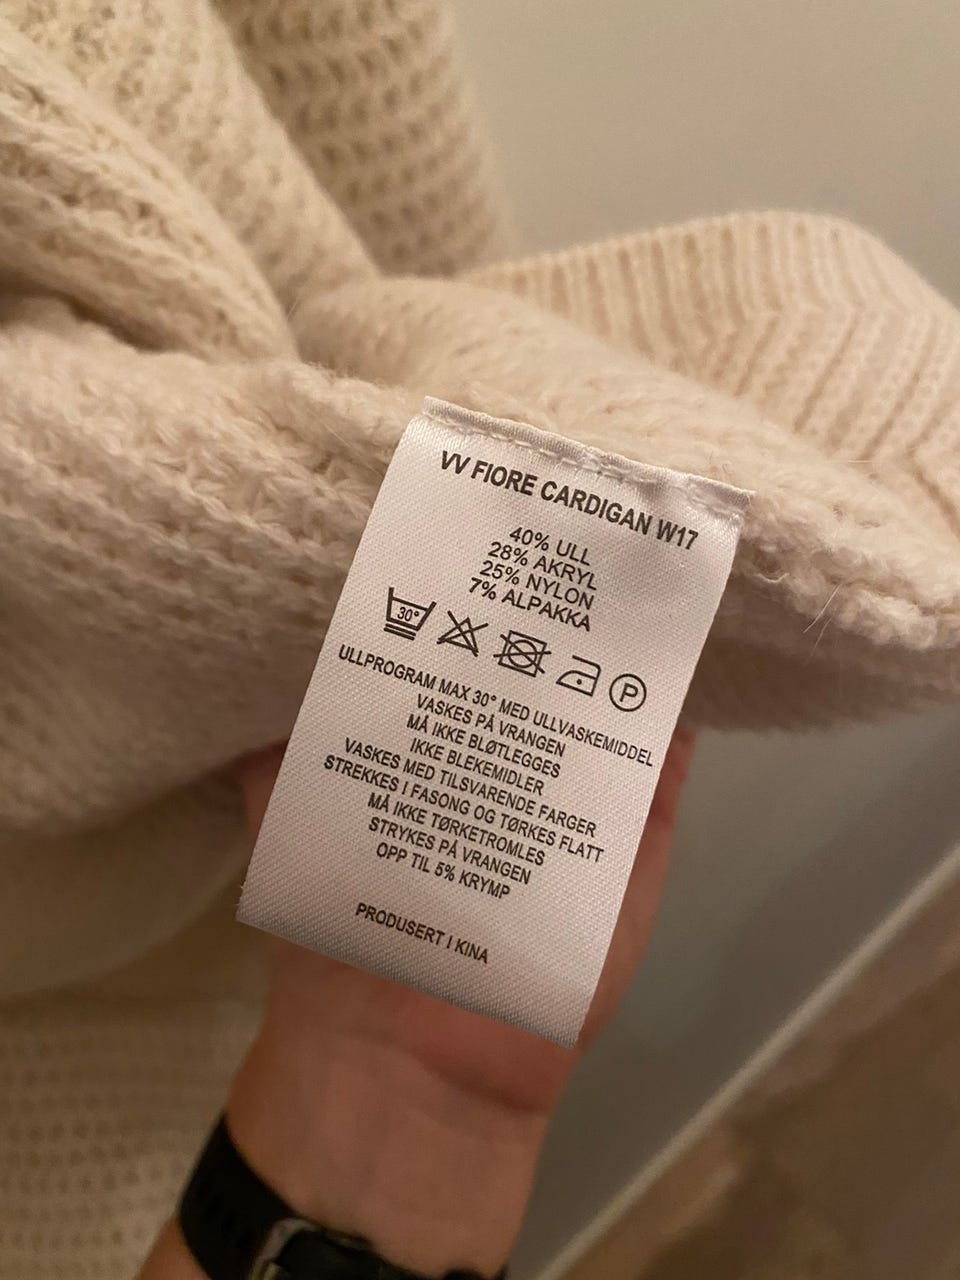 VV FIORE CARDIGAN W17
40% ULL
28% AKRYL
25% NYLON
7% ALPAKKA
30° P
ULLPROGRAM MAX 30° MED ULLVASKEMIDDEL
VASKES PÅ VRANGEN
MÅ IKKE BLØTLEGGES
IKKE BLEKEMIDLER
VASKES MED TILSVARENDE FARGER
STREKKES I FASONG OG TØRKES FLATT
MÅ IKKE TØRKETROMLES
STRYKES PÅ VRANGEN
OPP TIL 5% KRYMP
PRODUSERT I KINA